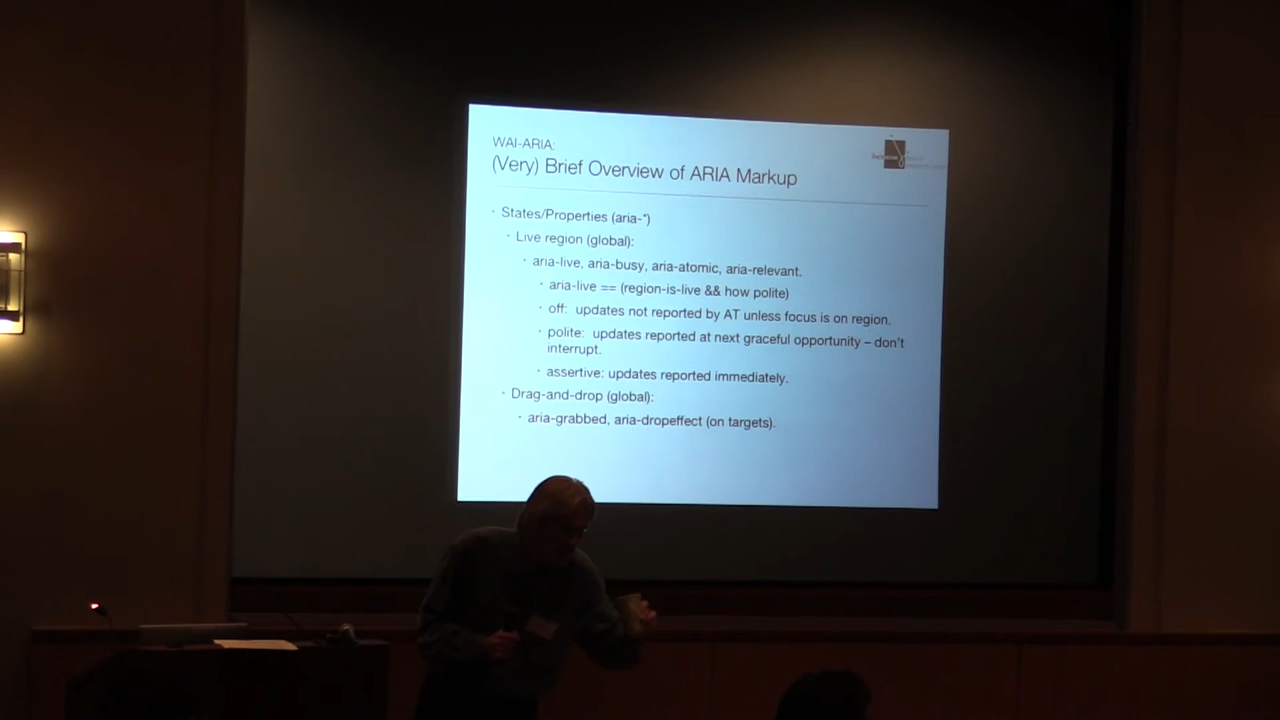 WAI-ARIA:
(Very) Brief Overview of ARIA Markup
States/Properties (aria-*)
Live region (global):
aria-live, aria-busy, aria-atomic, aria-relevant.
aria-live == (region-is-live && how polite)
off: updates not reported by AT unless focus is on region.
polite: updates reported at next graceful opportunity – don't
interrupt.
assertive: updates reported immediately.
Drag-and-drop (global):
aria-grabbed, aria-dropeffect (on targets).